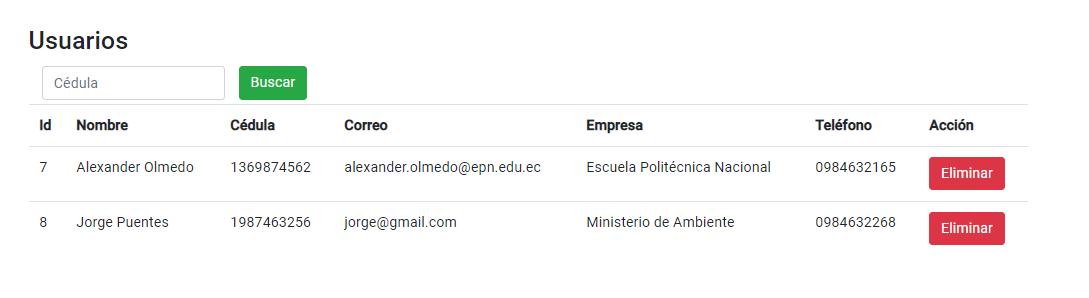 Usuarios
Cédula Buscar
Id Nombre Cédula Correo Empresa Teléfono Acción
7 Alexander Olmedo 1369874562 alexander.olmedo@epn.edu.ec Escuela Politécnica Nacional 0984632165 Eliminar
8 Jorge Puentes 1987463256 jorge@gmail.com Ministerio de Ambiente 0984632268 Eliminar